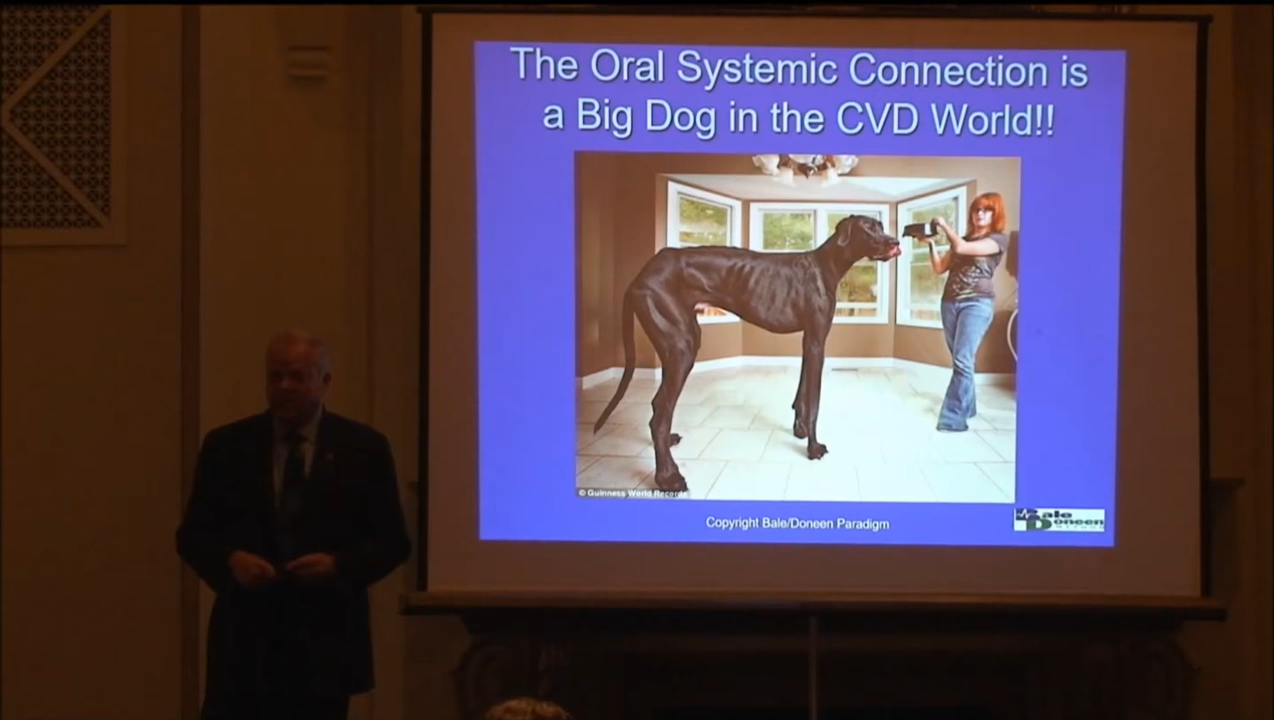 The Oral Systemic Connection is
a Big Dog in the CVD World!!
© Guinness World Records
Copyright Bale/Doneen Paradigm
Bale
Doneen